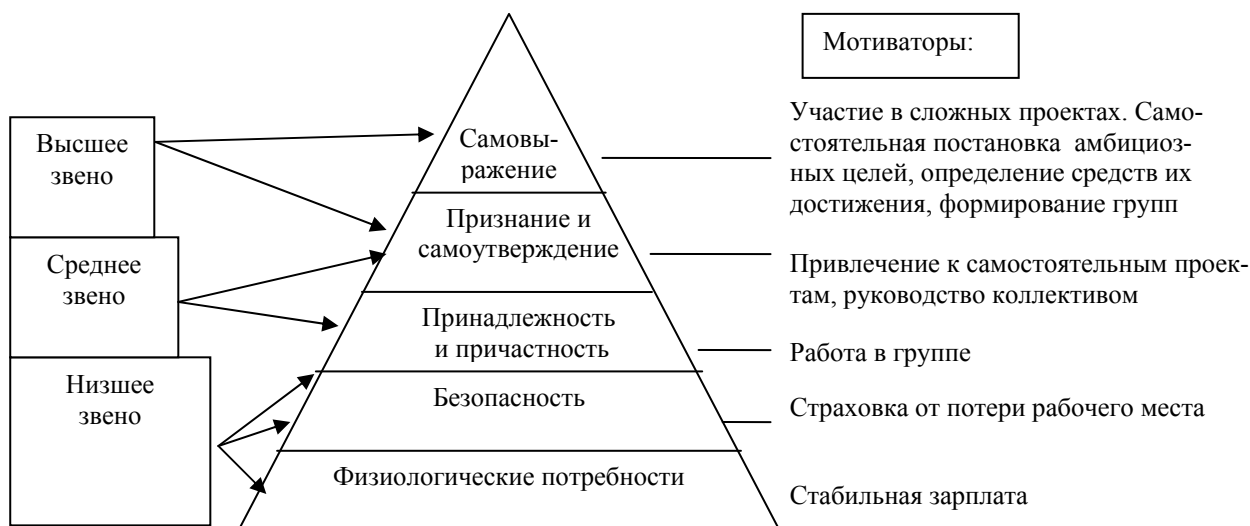 Мотиваторы:
Высшее
звено
Среднее
звено
Низшее
звено
Самовы-
ражение
Признание и
самоутверждение
Принадлежность
и причастность
Безопасность
Физиологические потребности
Участие в сложных проектах. Само-
стоятельная постановка амбициоз-
ных целей, определение средств их
достижения, формирование групп
Привлечение к самостоятельным проек-
там, руководство коллективом
Работа в группе
Страховка от потери рабочего места
Стабильная зарплата